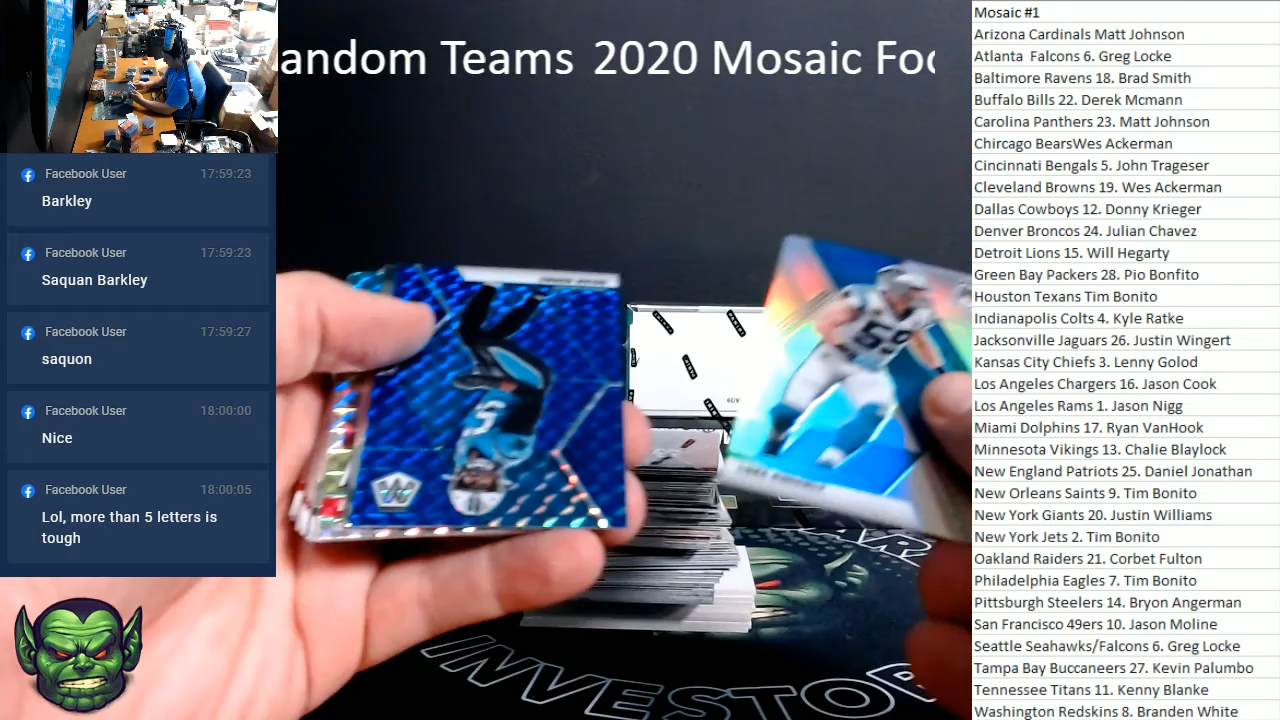 andom Teams 2020 Mosaic Foo
Facebook User 17:59:23
Barkley
Facebook User 17:59:23
Saquan Barkley
Facebook User 17:59:27
saquon
Facebook User 18:00:00
Nice
Facebook User 18:00:05
Lol, more than 5 letters is
tough
59
INVESTO
Mosaic #1
Arizona Cardinals Matt Johnson
Atlanta Falcons 6. Greg Locke
Baltimore Ravens 18. Brad Smith
Buffalo Bills 22. Derek Mcmann
Carolina Panthers 23. Matt Johnson
Chircago BearsWes Ackerman
Cincinnati Bengals 5. John Trageser
Cleveland Browns 19. Wes Ackerman
Dallas Cowboys 12. Donny Krieger
Denver Broncos 24. Julian Chavez
Detroit Lions 15. Will Hegarty
Green Bay Packers 28. Pio Bonfito
Houston Texans Tim Bonito
Indianapolis Colts 4. Kyle Ratke
Jacksonville Jaguars 26. Justin Wingert
Kansas City Chiefs 3. Lenny Golod
Los Angeles Chargers 16. Jason Cook
Los Angeles Rams 1. Jason Nigg
Miami Dolphins 17. Ryan VanHook
Minnesota Vikings 13. Chalie Blaylock
New England Patriots 25. Daniel Jonathan
New Orleans Saints 9. Tim Bonito
New York Giants 20. Justin Williams
New York Jets 2. Tim Bonito
Oakland Raiders 21. Corbet Fulton
Philadelphia Eagles 7. Tim Bonito
Pittsburgh Steelers 14. Bryon Angerman
San Francisco 49ers 10. Jason Moline
Seattle Seahawks/Falcons 6. Greg Locke
Tampa Bay Buccaneers 27. Kevin Palumbo
Tennessee Titans 11. Kenny Blanke
Washington Redskins 8. Branden White